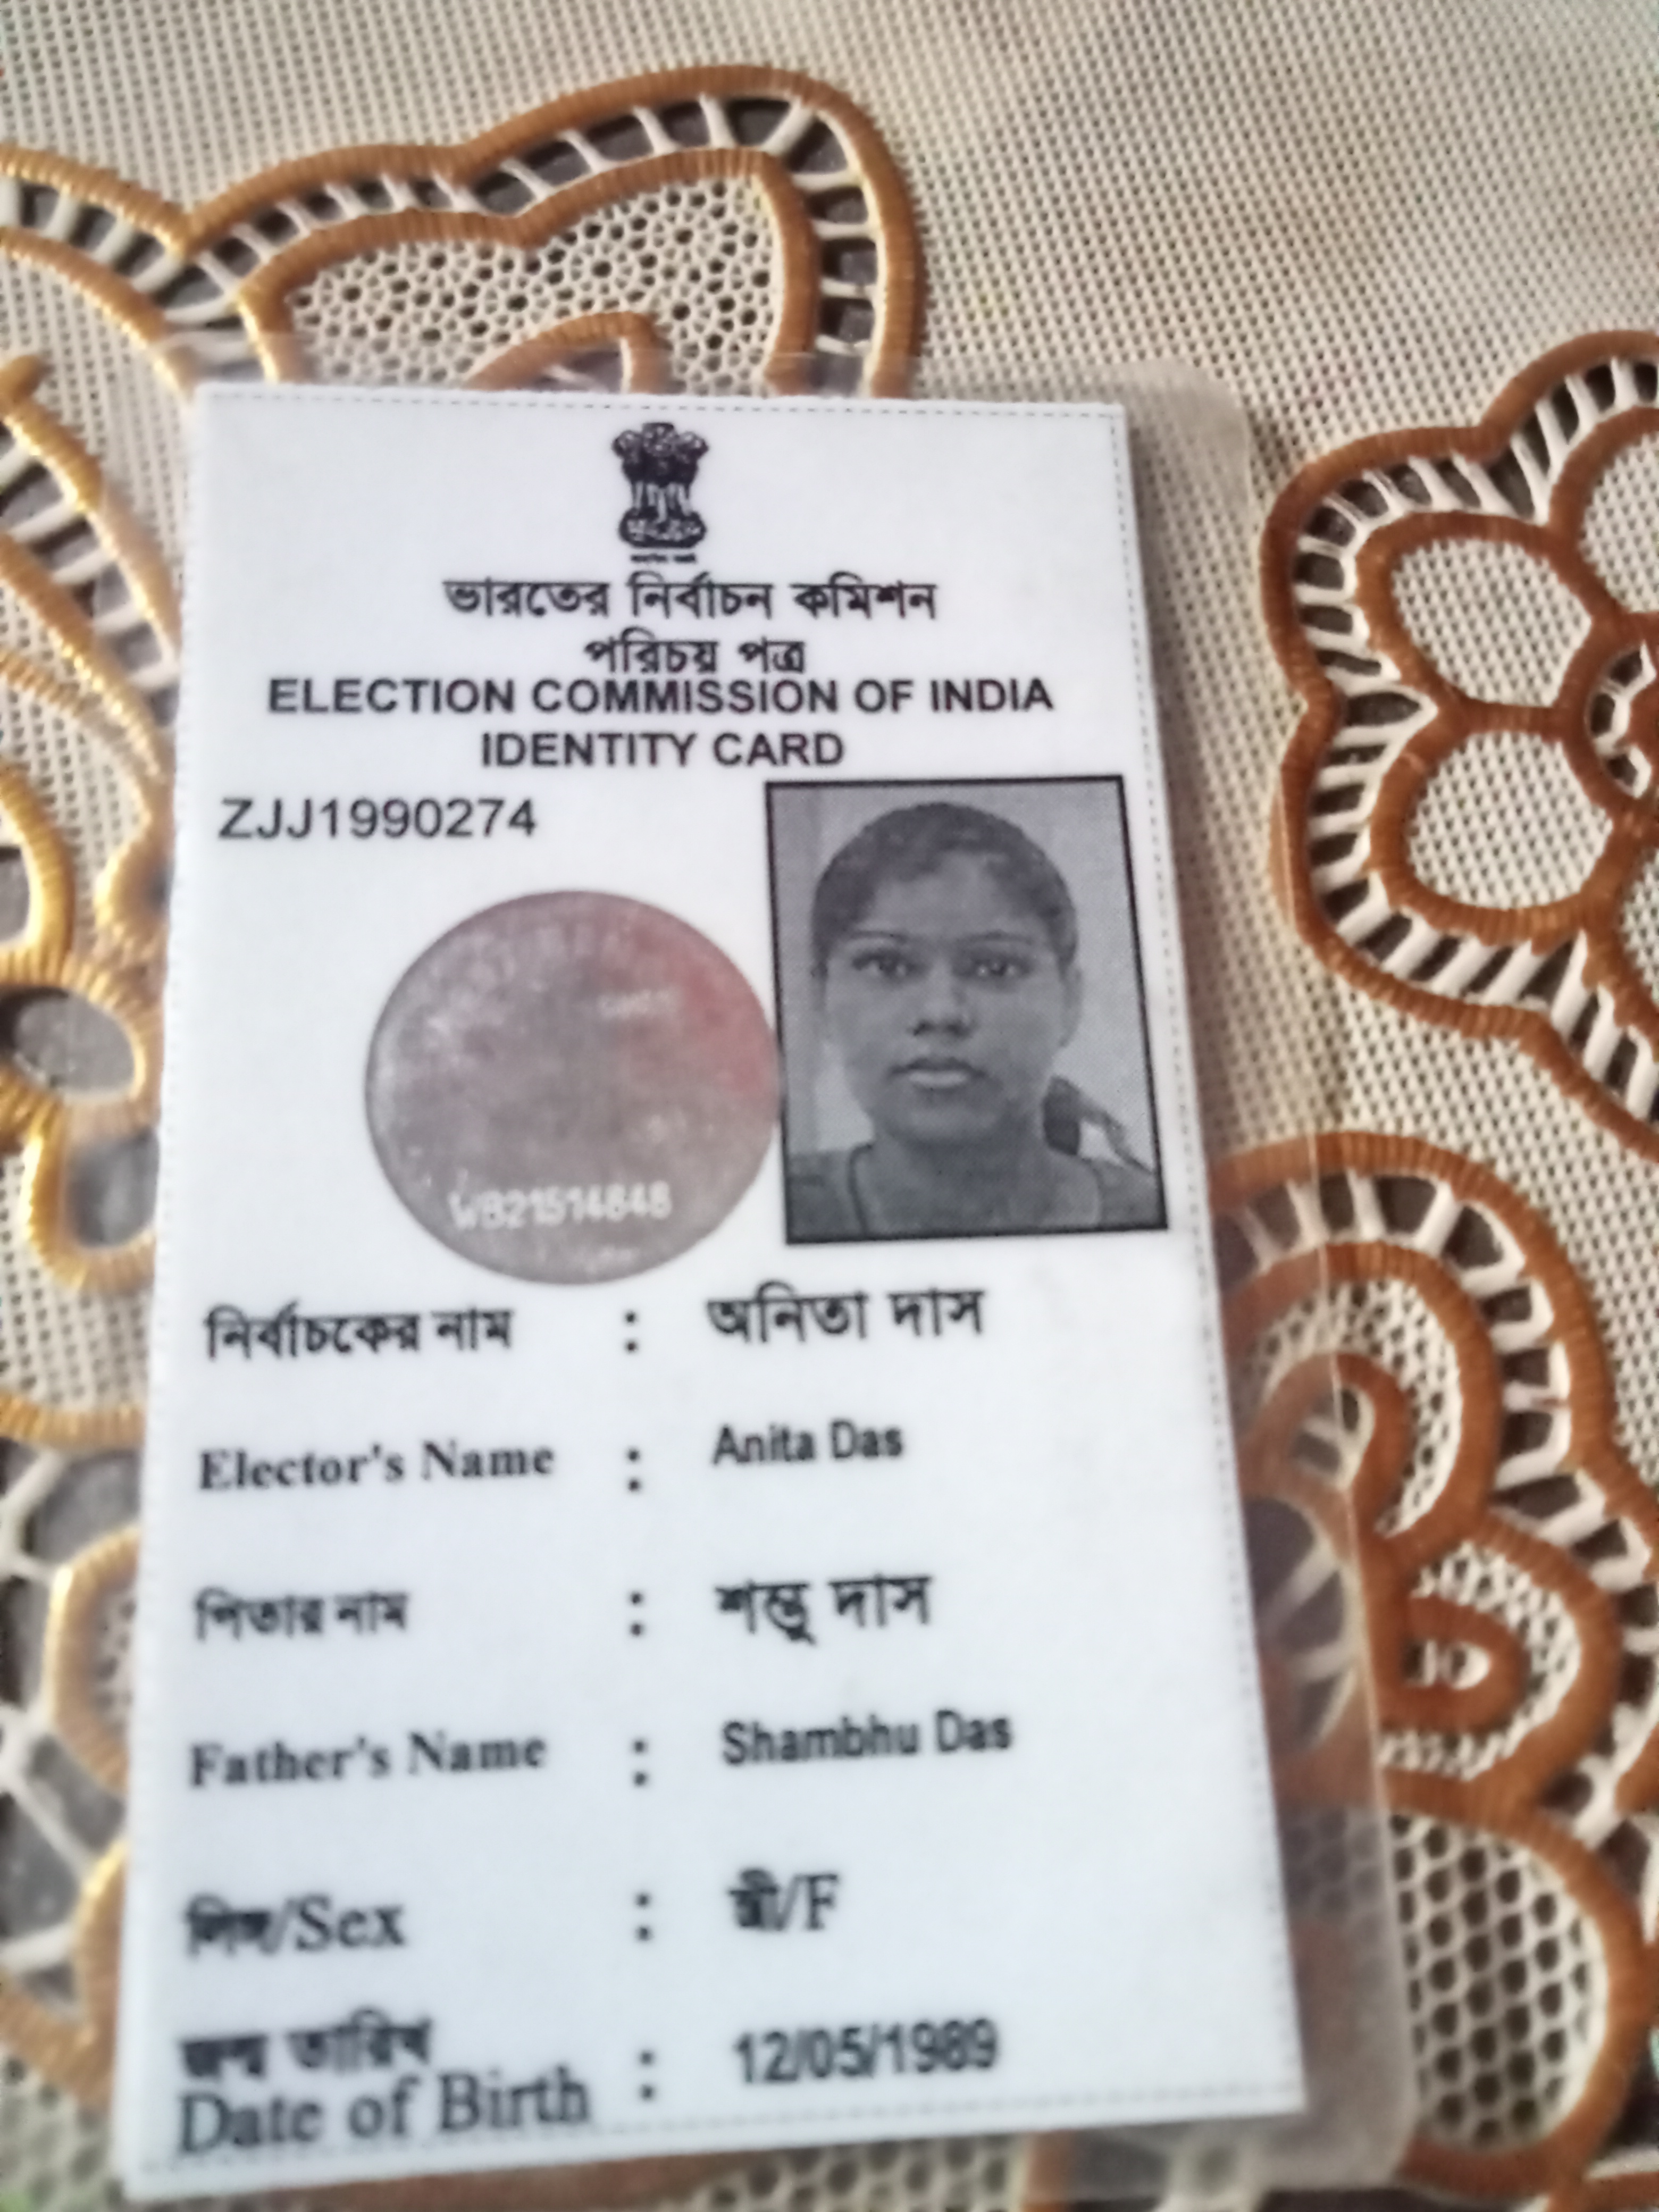 ভারতের নির্বাচন কমিশন
পরিচয় পত্র
ELECTION COMMISSION OF INDIA
IDENTITY CARD
ZJJ1990274
WB21514648
নির্বাচকের নাম : অনিতা দাস
Elector's Name : Anita Das
পিতার নাম : শম্ভু দাস
Father's Name : Shambhu Das
লিঙ্গ/Sex : স্ত্রী/F
জন্ম তারিখ
Date of Birth : 12/05/1989